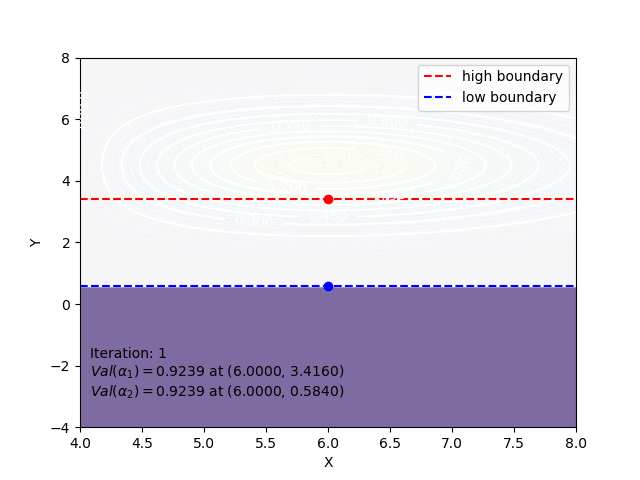 8
6
4
2
0
−2
−4
Y
high boundary
low boundary
0.450
Iteration: 1
Val(α₁) = 0.9239 at (6.0000, 3.4160)
Val(α₂) = 0.9239 at (6.0000, 0.5840)
4.0 4.5 5.0 5.5 6.0 6.5 7.0 7.5 8.0
X